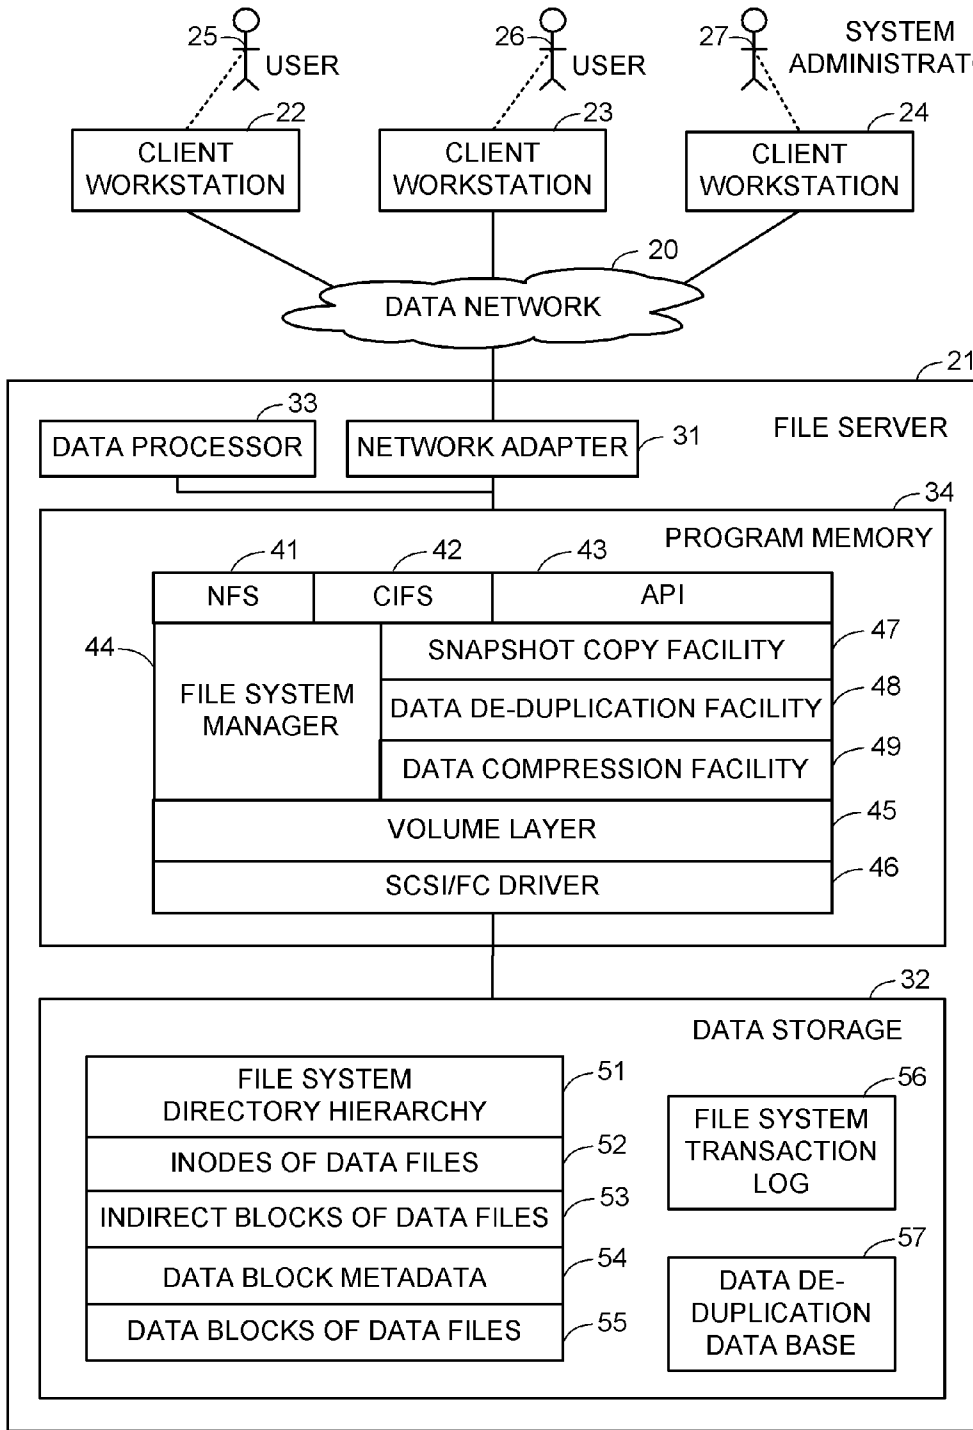 25
USER
26
USER
27
SYSTEM
ADMINISTRATO
22
CLIENT
WORKSTATION
23
CLIENT
WORKSTATION
24
CLIENT
WORKSTATION
20
DATA NETWORK
21
FILE SERVER
33
DATA PROCESSOR
NETWORK ADAPTER
31
34
PROGRAM MEMORY
41
NFS
42
CIFS
43
API
44
FILE SYSTEM
MANAGER
SNAPSHOT COPY FACILITY
47
DATA DE-DUPLICATION FACILITY
48
DATA COMPRESSION FACILITY
49
VOLUME LAYER
45
SCSI/FC DRIVER
46
32
DATA STORAGE
FILE SYSTEM
DIRECTORY HIERARCHY
51
INODES OF DATA FILES
52
INDIRECT BLOCKS OF DATA FILES
53
DATA BLOCK METADATA
54
DATA BLOCKS OF DATA FILES
55
56
FILE SYSTEM
TRANSACTION
LOG
57
DATA DE-
DUPLICATION
DATA BASE